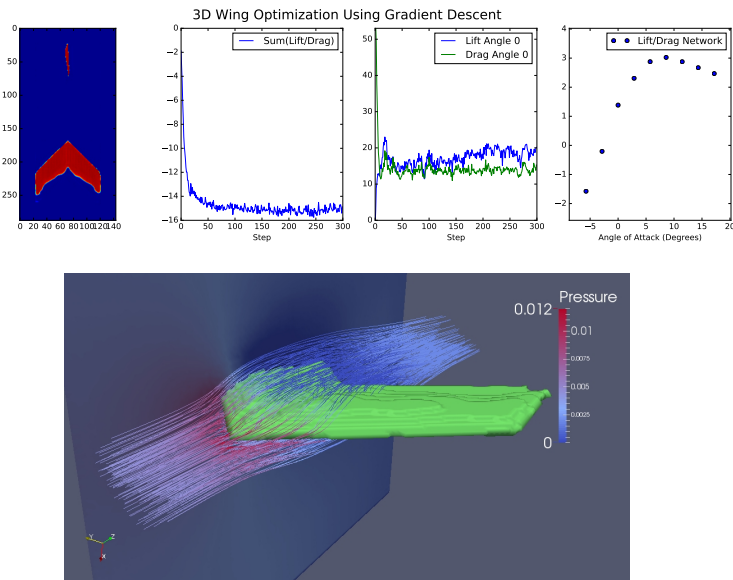 3D Wing Optimization Using Gradient Descent
0
50
100
150
200
250
0 20 40 60 80 100120140
0
−2
−4
−6
−8
−10
−12
−14
−16
Sum(Lift/Drag)
0 50 100 150 200 250 300
Step
50
40
30
20
10
0
Lift Angle 0
Drag Angle 0
0 50 100 150 200 250 300
Step
4
3
2
1
0
−1
−2
Lift/Drag Network
−5 0 5 10 15 20
Angle of Attack (Degrees)
Pressure
0.012
0.01
0.0075
0.005
0.0025
0
Y
Z
X